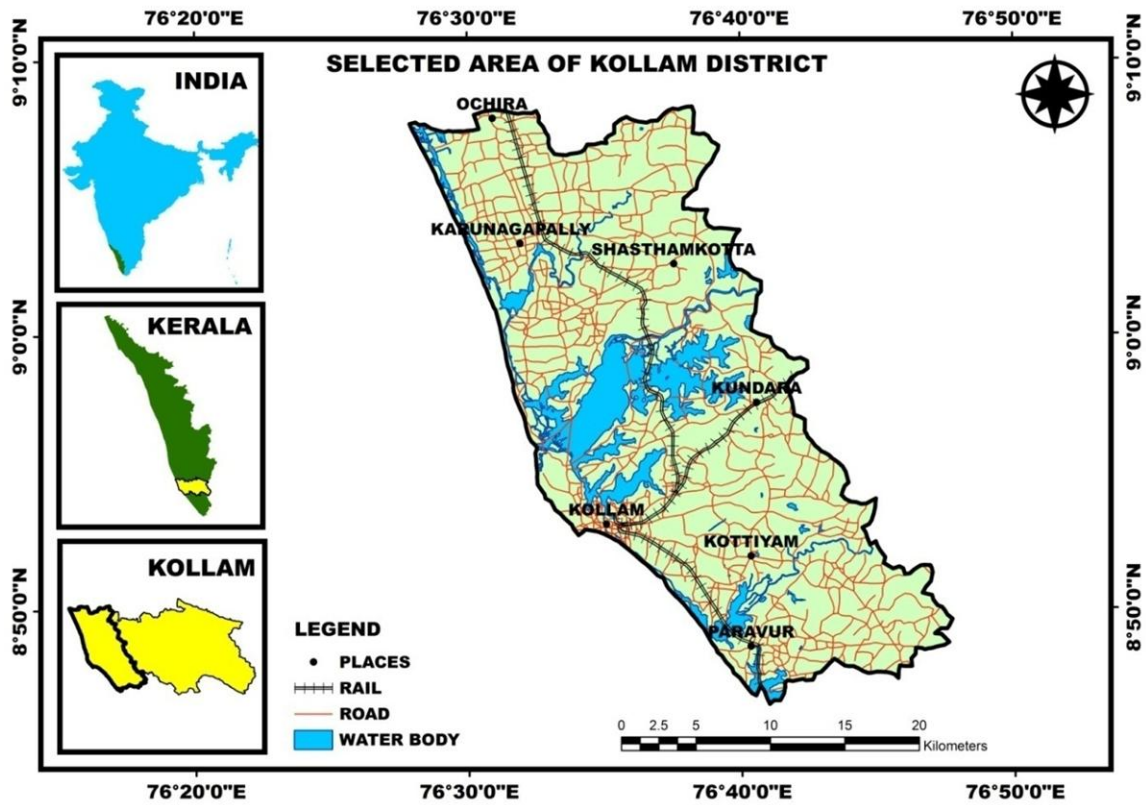 76°20'0"E 76°30'0"E 76°40'0"E 76°50'0"E
9°10'0"N
9°0'0"N
8°50'0"N
INDIA
KERALA
KOLLAM
SELECTED AREA OF KOLLAM DISTRICT
OCHIRA
KARUNAGAPALLY
SHASTHAMKOTTA
KUNDARA
KOLLAM
KOTTIYAM
PARAVUR
LEGEND
PLACES
RAIL
ROAD
WATER BODY
0 2.5 5 10 15 20
Kilometers
9°10'0"N
9°0'0"N
8°50'0"N
76°20'0"E 76°30'0"E 76°40'0"E 76°50'0"E